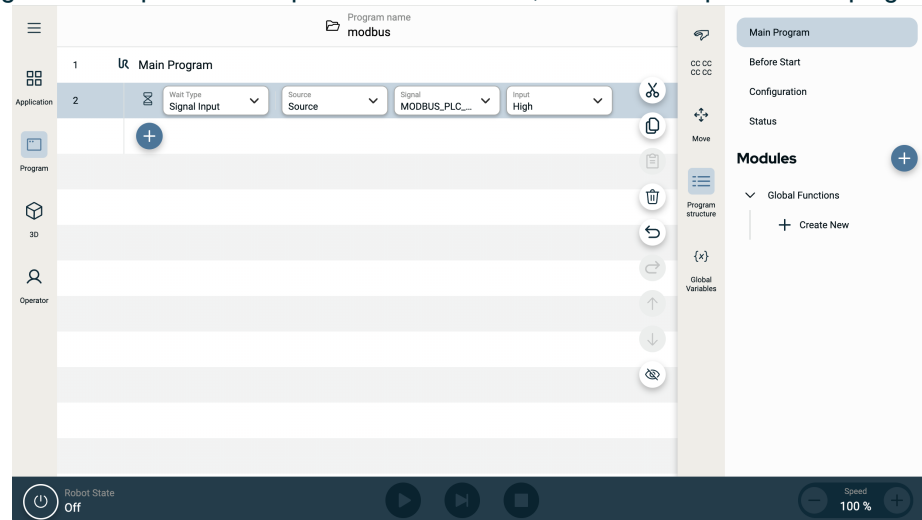 Program name
modbus
Application
Program
3D
Operator
1 UR Main Program
2
Wait Type
Signal Input
Source
Source
Signal
MODBUS_PLC_...
Input
High
CC CC
CC CC
Move
Program
structure
{x}
Global
Variables
Main Program
Before Start
Configuration
Status
Modules
Global Functions
Create New
Robot State
Off
Speed
100 %